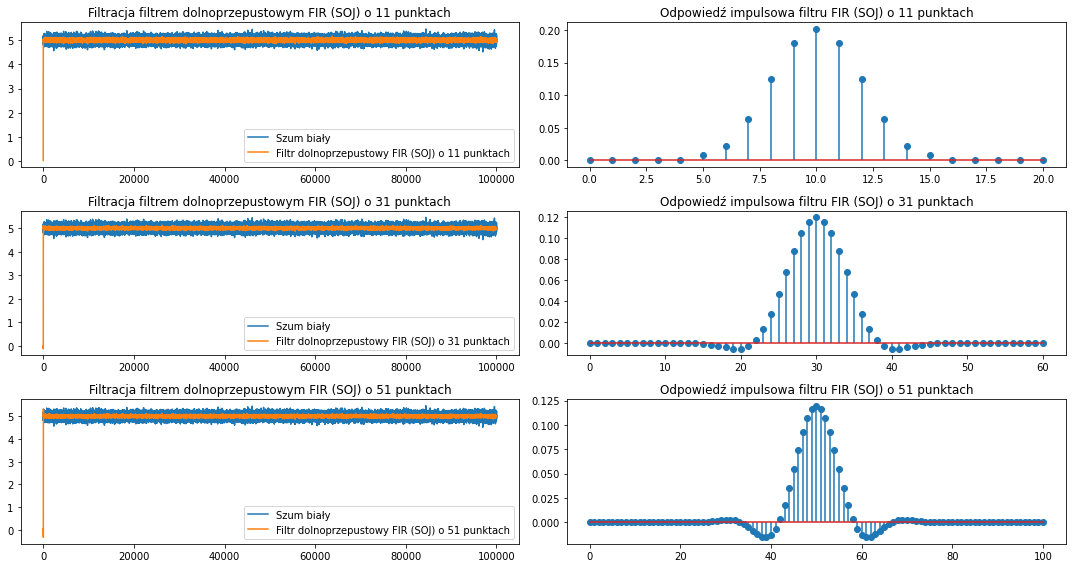 Filtracja filtrem dolnoprzepustowym FIR (SOJ) o 11 punktach
5
4
3
2
1
0
Szum biały
Filtr dolnoprzepustowy FIR (SOJ) o 11 punktach
0 20000 40000 60000 80000 100000
Odpowiedź impulsowa filtru FIR (SOJ) o 11 punktach
0.20
0.15
0.10
0.05
0.00
0.0 2.5 5.0 7.5 10.0 12.5 15.0 17.5 20.0
Filtracja filtrem dolnoprzepustowym FIR (SOJ) o 31 punktach
5
4
3
2
1
0
Szum biały
Filtr dolnoprzepustowy FIR (SOJ) o 31 punktach
0 20000 40000 60000 80000 100000
Odpowiedź impulsowa filtru FIR (SOJ) o 31 punktach
0.12
0.10
0.08
0.06
0.04
0.02
0.00
0 10 20 30 40 50 60
Filtracja filtrem dolnoprzepustowym FIR (SOJ) o 51 punktach
5
4
3
2
1
0
Szum biały
Filtr dolnoprzepustowy FIR (SOJ) o 51 punktach
0 20000 40000 60000 80000 100000
Odpowiedź impulsowa filtru FIR (SOJ) o 51 punktach
0.125
0.100
0.075
0.050
0.025
0.000
0 20 40 60 80 100